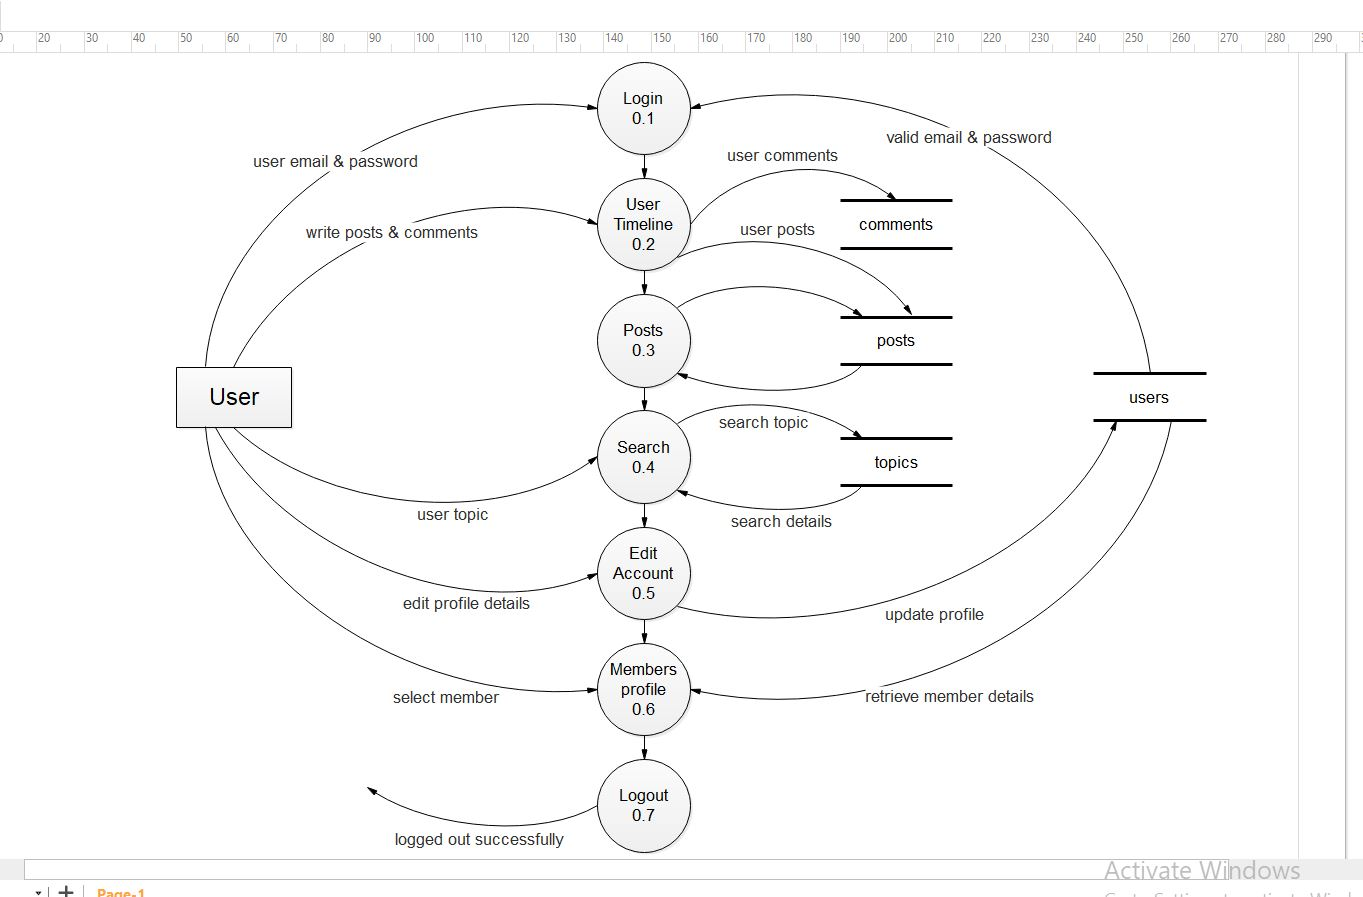 20 30 40 50 60 70 80 90 100 110 120 130 140 150 160 170 180 190 200 210 220 230 240 250 260 270 280 290
Login
0.1
valid email & password
user comments
user email & password
User
Timeline
0.2
comments
user posts
write posts & comments
Posts
0.3
posts
User
users
search topic
Search
0.4
topics
user topic
search details
Edit
Account
0.5
edit profile details
update profile
Members
profile
0.6
select member
retrieve member details
Logout
0.7
logged out successfully
Activate Windows
Page-1